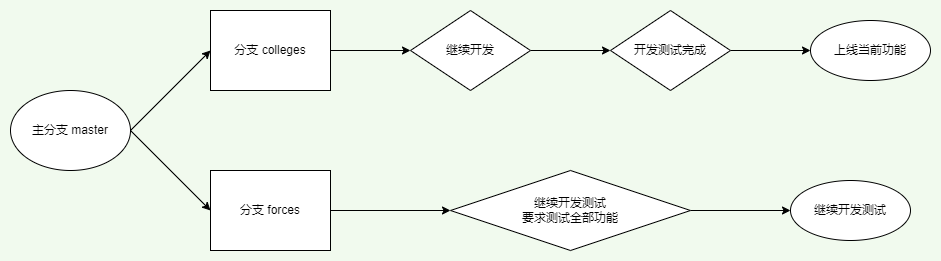 主分支 master
分支 colleges
继续开发
开发测试完成
上线当前功能
分支 forces
继续开发测试
要求测试全部功能
继续开发测试